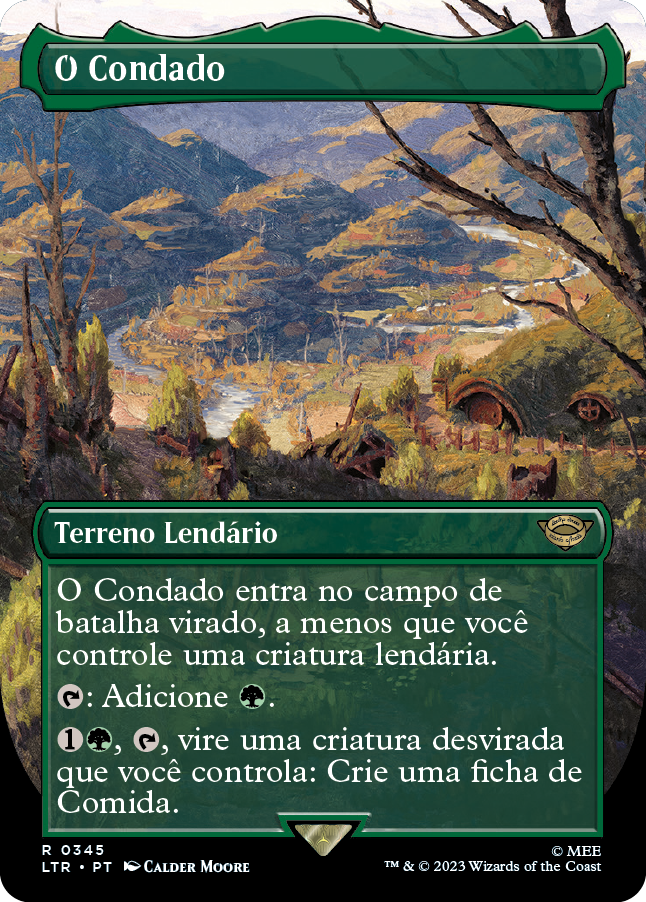 O Condado
Terreno Lendário
O Condado entra no campo de
batalha virado, a menos que você
controle uma criatura lendária.
: Adicione .
1, , vire uma criatura desvirada
que você controla: Crie uma ficha de
Comida.
R 0345
LTR • PT Calder Moore
© MEE
™ & © 2023 Wizards of the Coast